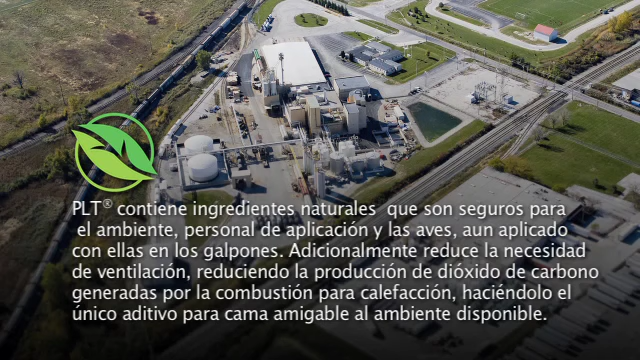 PLT® contiene ingredientes naturales que son seguros para
el ambiente, personal de aplicación y las aves, aun aplicado
con ellas en los galpones. Adicionalmente reduce la necesidad
de ventilación, reduciendo la producción de dióxido de carbono
generadas por la combustión para calefacción, haciéndolo el
único aditivo para cama amigable al ambiente disponible.